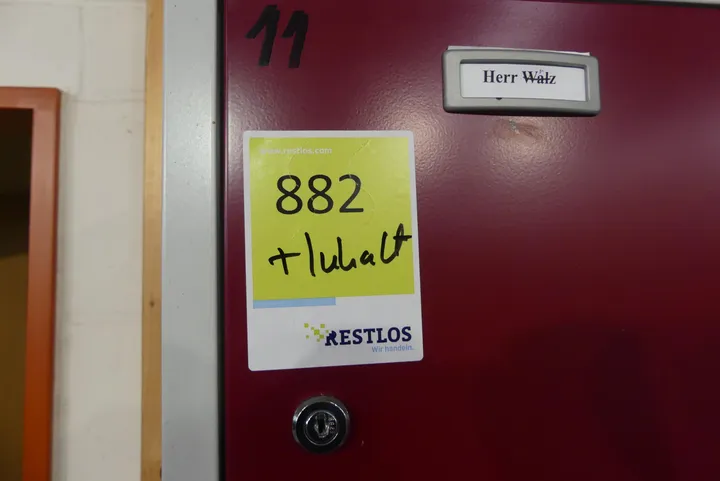 11
Herr Walz
www.restlos.com
882
+Inhalt
RESTLOS
Wir handeln.